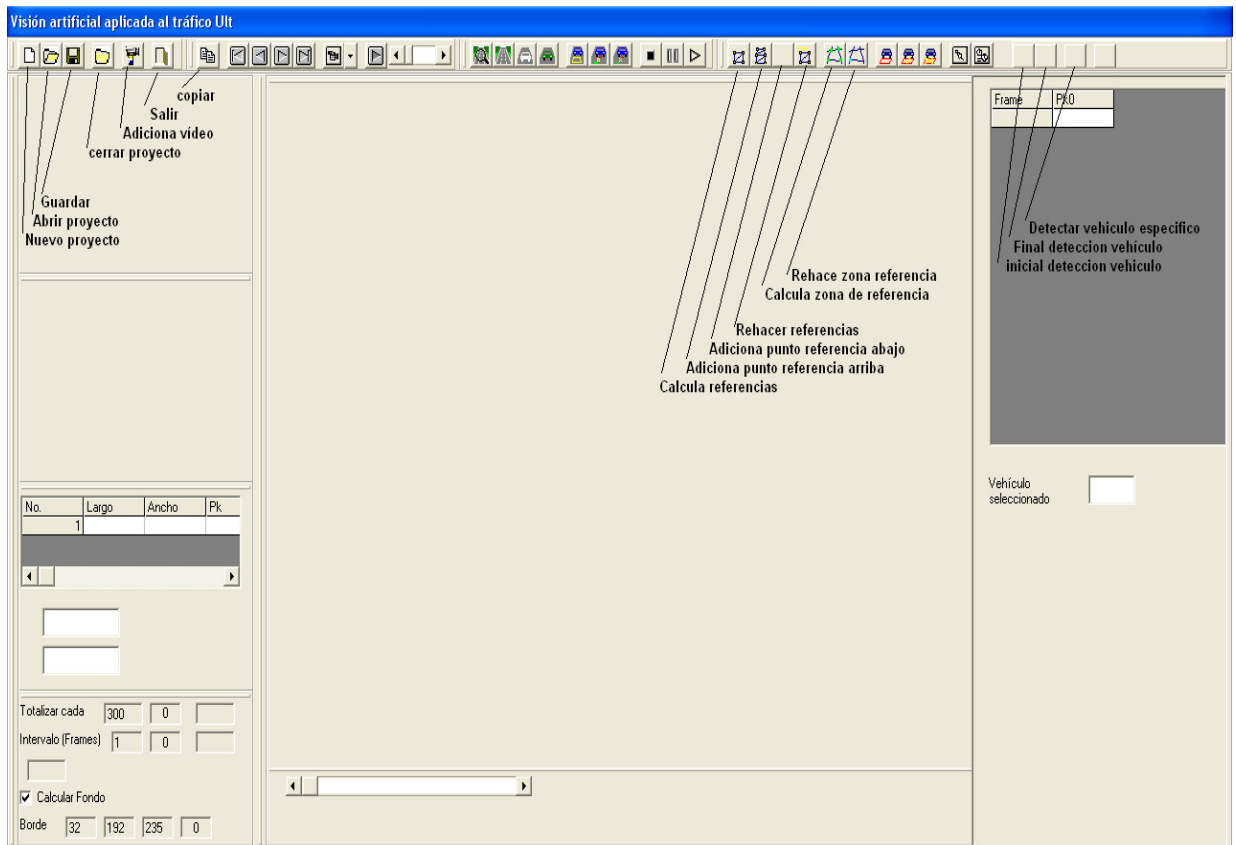 Visión artificial aplicada al tráfico Ult
copiar
Salir
Adiciona vídeo
cerrar proyecto
Guardar
Abrir proyecto
Nuevo proyecto
Frame Pk0
Detectar vehiculo especifico
Final deteccion vehiculo
inicial deteccion vehiculo
Rehace zona referencia
Calcula zona de referencia
Rehacer referencias
Adiciona punto referencia abajo
Adiciona punto referencia arriba
Calcula referencias
Vehículo
seleccionado
No. Largo Ancho Pk
1
Totalizar cada 300 0
Intervalo (Frames) 1 0
Calcular Fondo
Borde 32 192 235 0